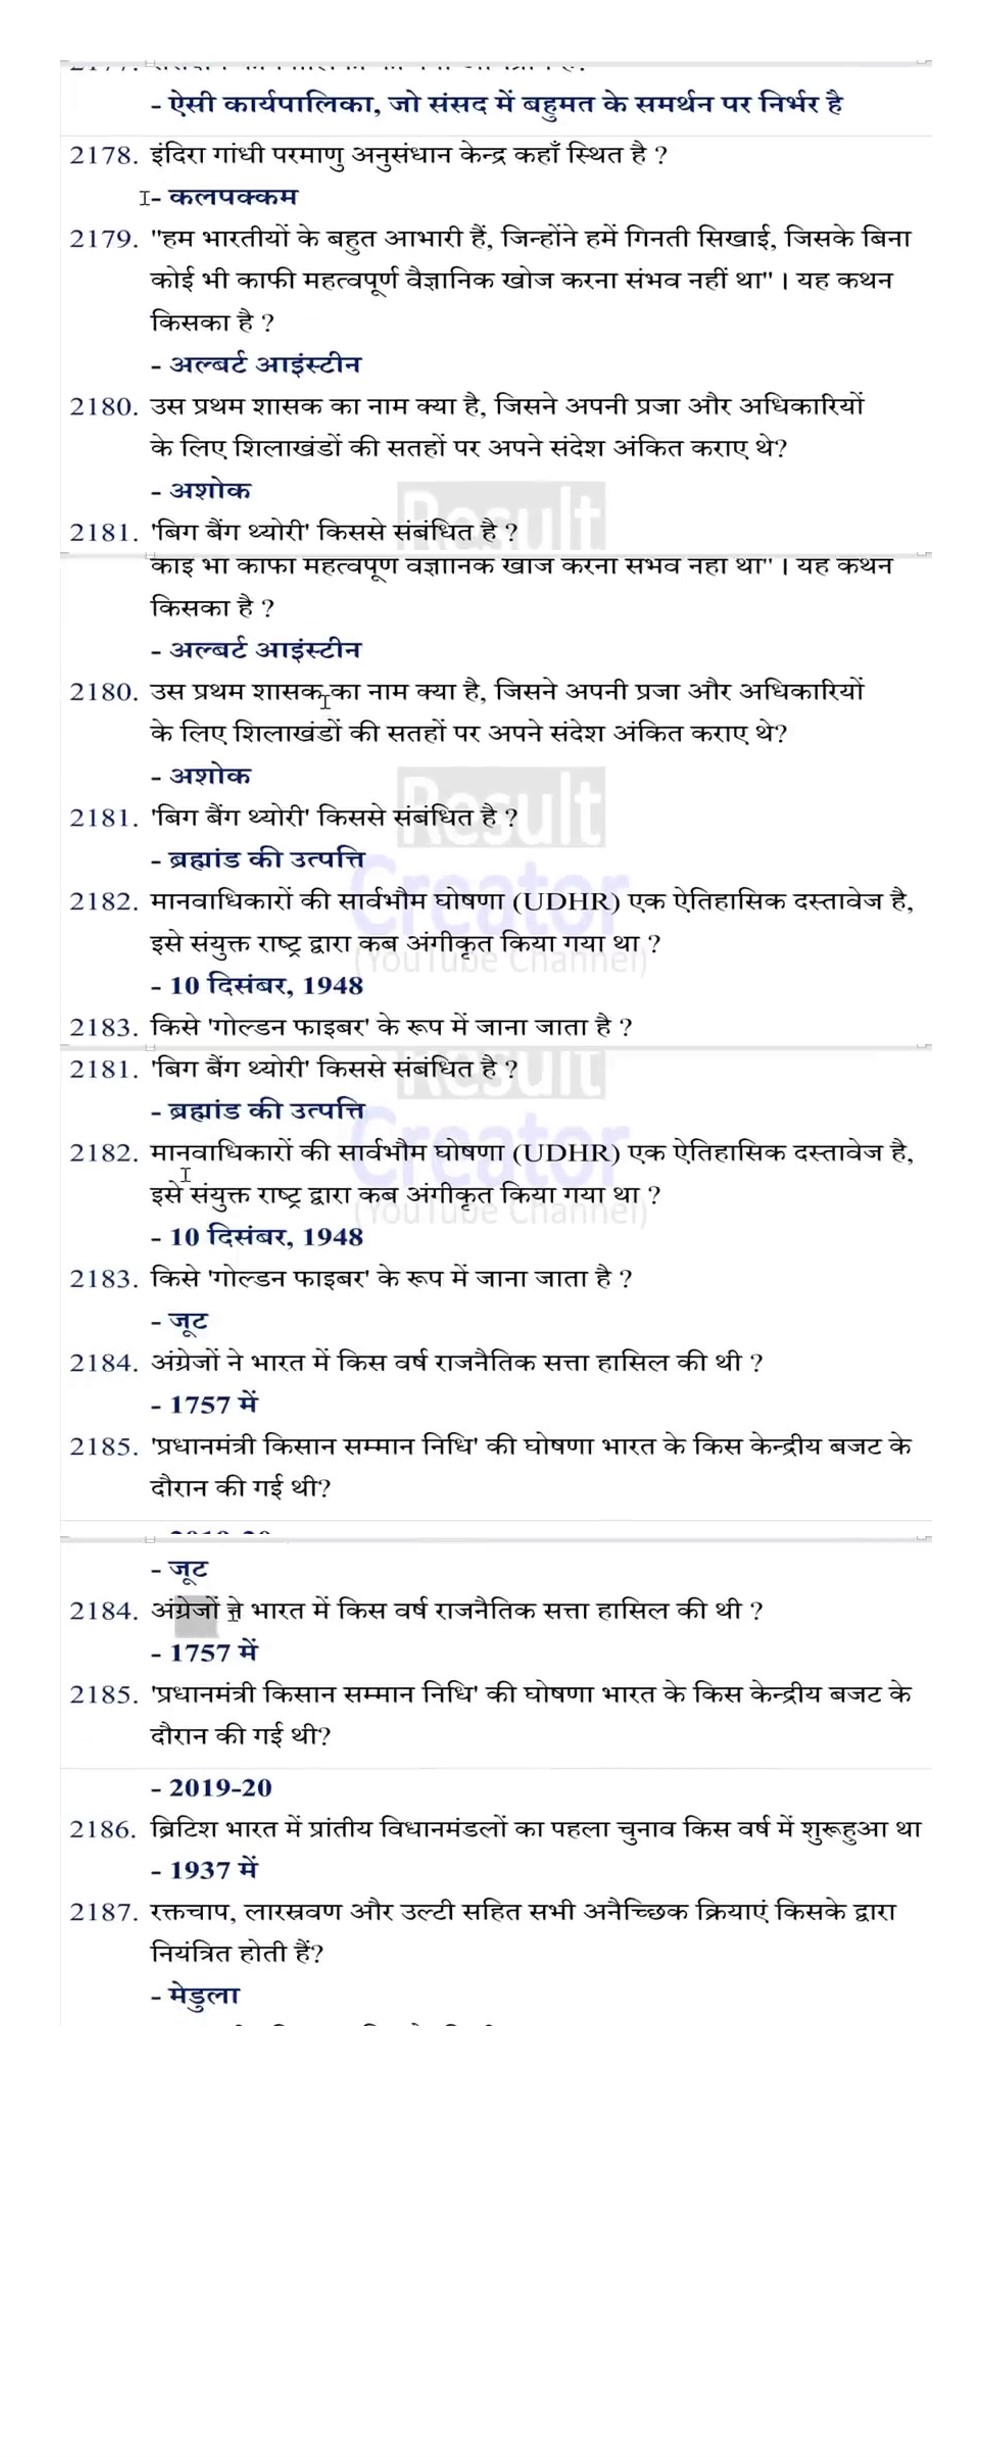 - ऐसी कार्यपालिका, जो संसद में बहुमत के समर्थन पर निर्भर है
2178. इंदिरा गांधी परमाणु अनुसंधान केन्द्र कहाँ स्थित है ?
- कलपक्कम
2179. "हम भारतीयों के बहुत आभारी हैं, जिन्होंने हमें गिनती सिखाई, जिसके बिना
कोई भी काफी महत्वपूर्ण वैज्ञानिक खोज करना संभव नहीं था" । यह कथन
किसका है ?
- अल्बर्ट आइंस्टीन
2180. उस प्रथम शासक का नाम क्या है, जिसने अपनी प्रजा और अधिकारियों
के लिए शिलाखंडों की सतहों पर अपने संदेश अंकित कराए थे?
- अशोक
Result
2181. 'बिग बैंग थ्योरी' किससे संबंधित है ?
कोई भी काफी महत्वपूर्ण वैज्ञानिक खोज करना संभव नहीं था" । यह कथन
किसका है ?
- अल्बर्ट आइंस्टीन
2180. उस प्रथम शासक का नाम क्या है, जिसने अपनी प्रजा और अधिकारियों
के लिए शिलाखंडों की सतहों पर अपने संदेश अंकित कराए थे?
- अशोक
Result
2181. 'बिग बैंग थ्योरी' किससे संबंधित है ?
- ब्रह्मांड की उत्पत्ति
Creator
2182. मानवाधिकारों की सार्वभौम घोषणा (UDHR) एक ऐतिहासिक दस्तावेज है,
इसे संयुक्त राष्ट्र द्वारा कब अंगीकृत किया गया था ?
(YouTube Channel)
- 10 दिसंबर, 1948
2183. किसे 'गोल्डन फाइबर' के रूप में जाना जाता है ?
Result
2181. 'बिग बैंग थ्योरी' किससे संबंधित है ?
- ब्रह्मांड की उत्पत्ति
Creator
2182. मानवाधिकारों की सार्वभौम घोषणा (UDHR) एक ऐतिहासिक दस्तावेज है,
इसे संयुक्त राष्ट्र द्वारा कब अंगीकृत किया गया था ?
(YouTube Channel)
- 10 दिसंबर, 1948
2183. किसे 'गोल्डन फाइबर' के रूप में जाना जाता है ?
- जूट
2184. अंग्रेजों ने भारत में किस वर्ष राजनैतिक सत्ता हासिल की थी ?
- 1757 में
2185. 'प्रधानमंत्री किसान सम्मान निधि' की घोषणा भारत के किस केन्द्रीय बजट के
दौरान की गई थी?
- जूट
2184. अंग्रेजों ने भारत में किस वर्ष राजनैतिक सत्ता हासिल की थी ?
- 1757 में
2185. 'प्रधानमंत्री किसान सम्मान निधि' की घोषणा भारत के किस केन्द्रीय बजट के
दौरान की गई थी?
- 2019-20
2186. ब्रिटिश भारत में प्रांतीय विधानमंडलों का पहला चुनाव किस वर्ष में शुरूहुआ था
- 1937 में
2187. रक्तचाप, लारस्रवण और उल्टी सहित सभी अनैच्छिक क्रियाएं किसके द्वारा
नियंत्रित होती हैं?
- मेडुला